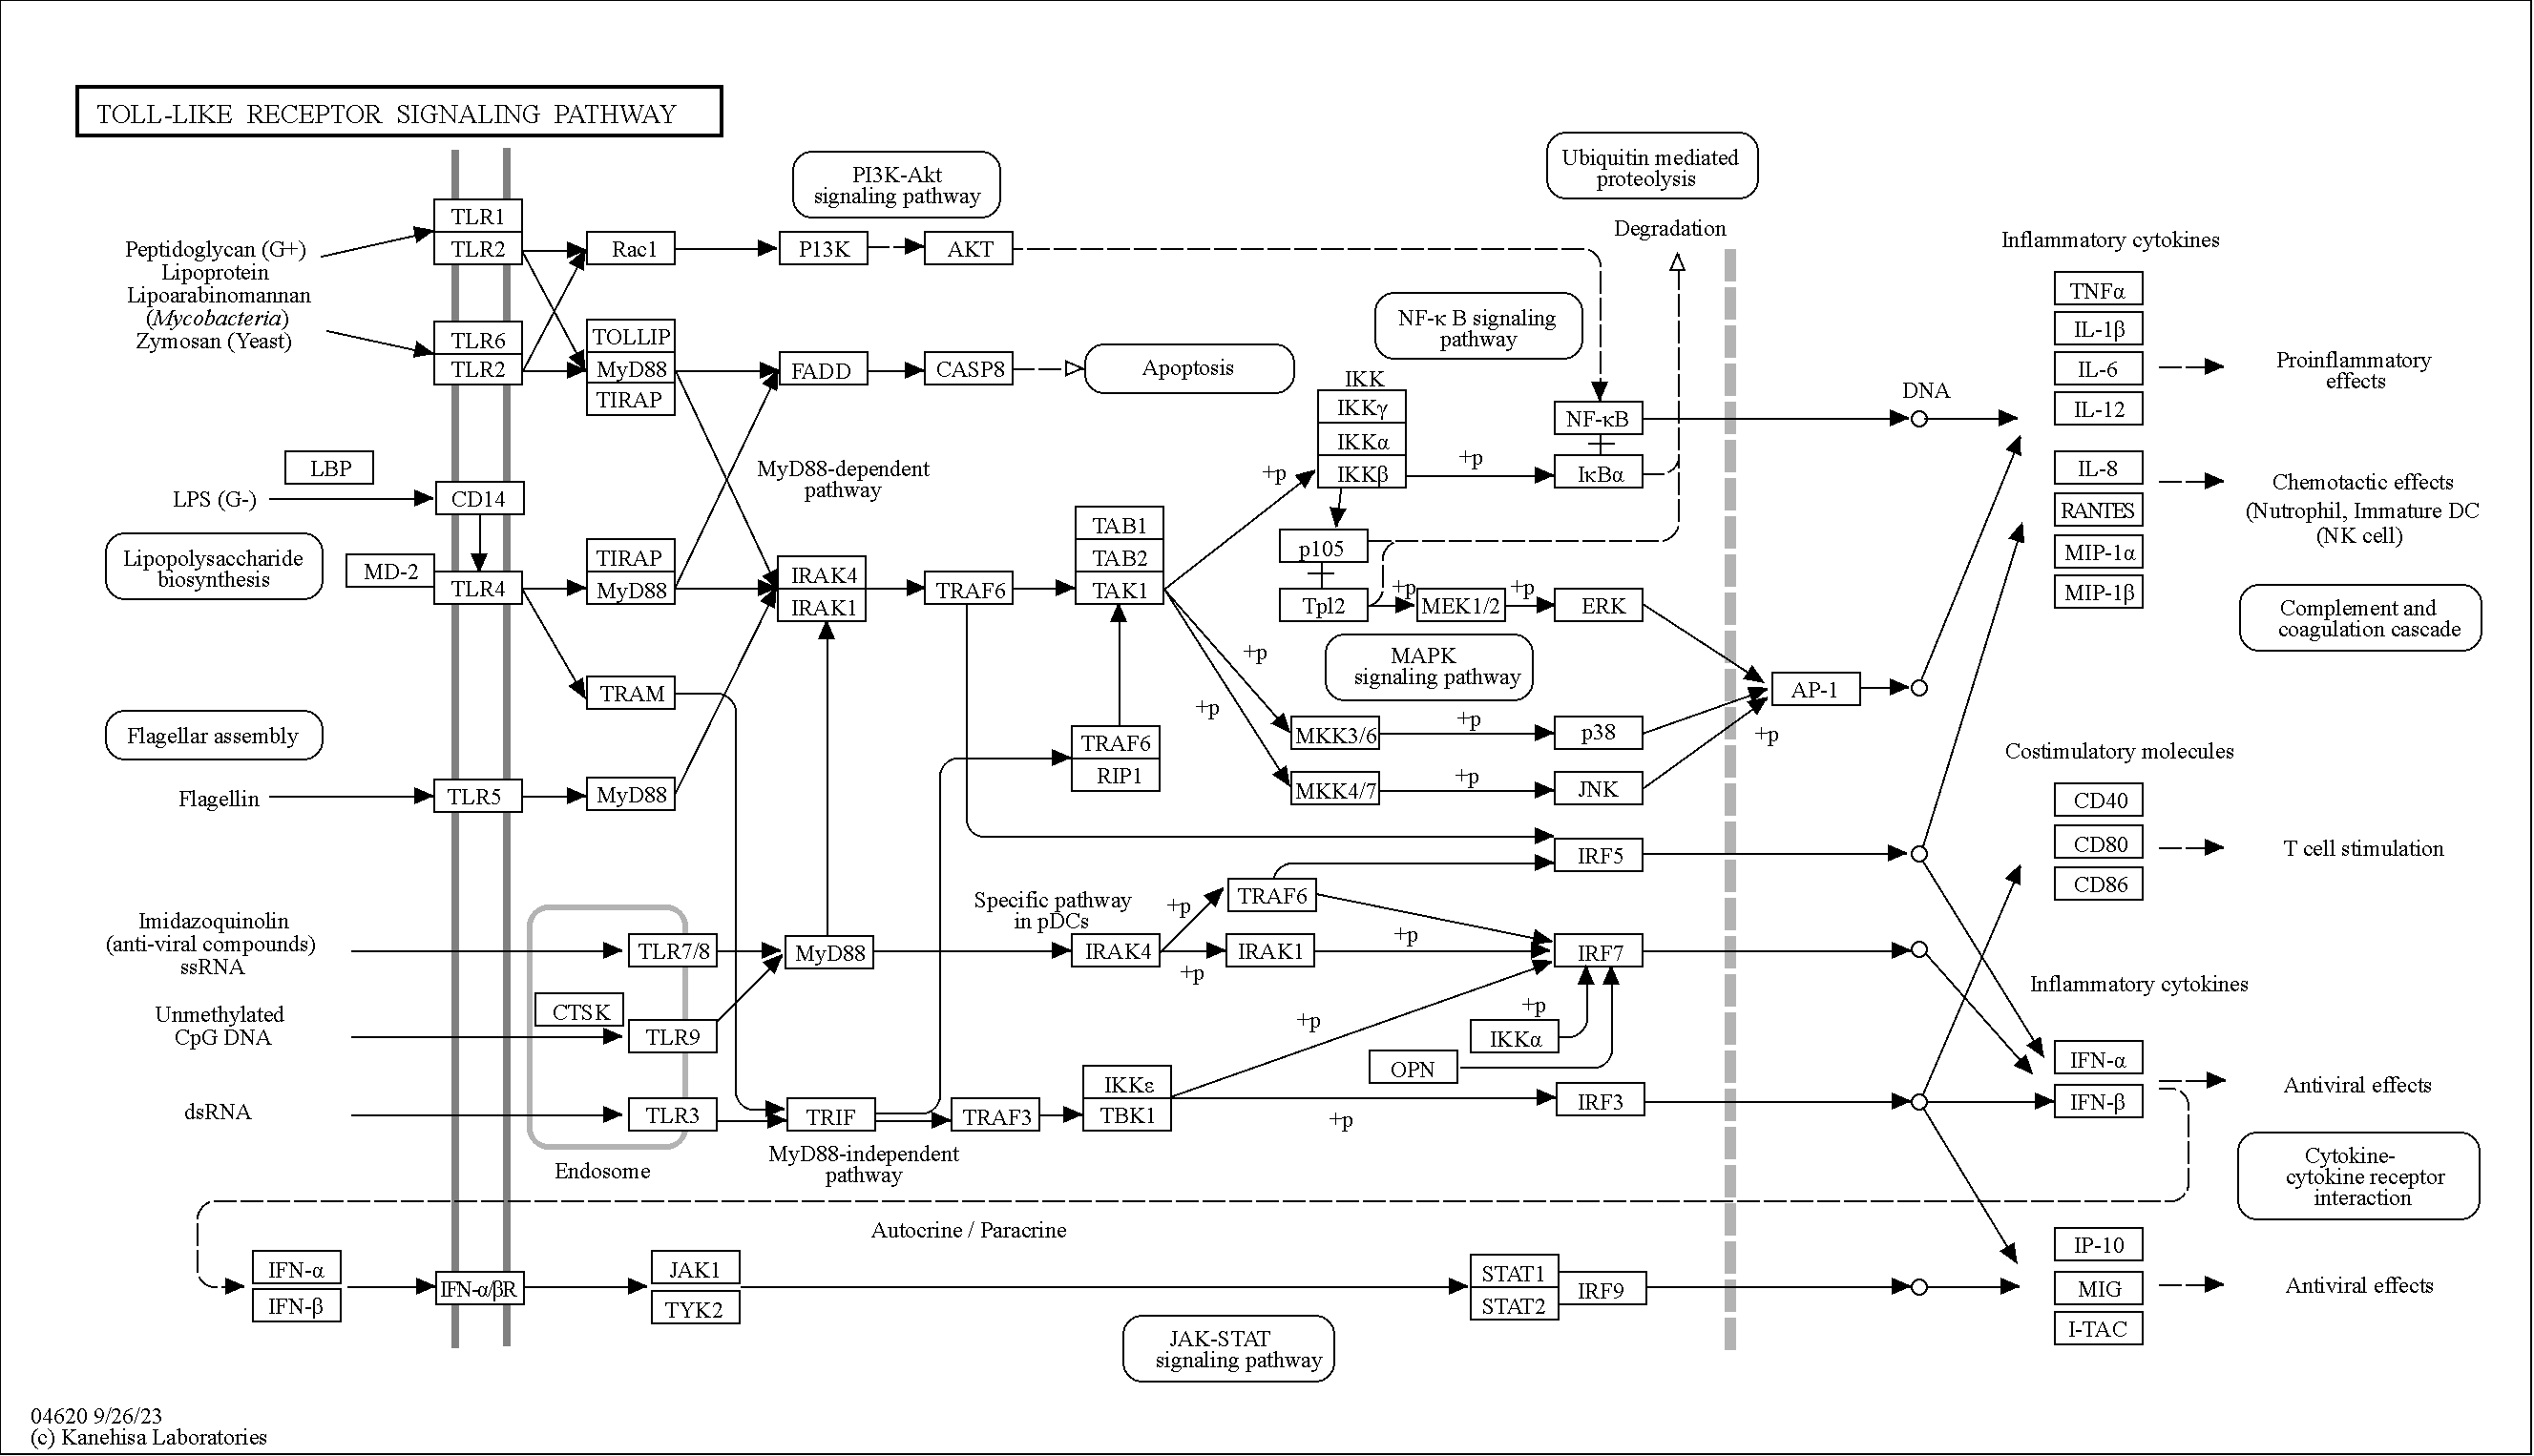 TOLL-LIKE RECEPTOR SIGNALING PATHWAY
PI3K-Akt
signaling pathway
Ubiquitin mediated
proteolysis
Degradation
TLR1
TLR2
Rac1
P13K
AKT
Peptidoglycan (G+)
Lipoprotein
Lipoarabinomannan
(Mycobacteria)
Zymosan (Yeast)
TLR6
TLR2
TOLLIP
MyD88
TIRAP
FADD
CASP8
Apoptosis
NF-κ B signaling
pathway
IKK
IKKγ
IKKα
IKKβ
+p
+p
NF-κB
IκBα
DNA
Inflammatory cytokines
TNFα
IL-1β
IL-6
IL-12
Proinflammatory
effects
IL-8
RANTES
MIP-1α
MIP-1β
Chemotactic effects
(Nutrophil, Immature DC
(NK cell)
Complement and
coagulation cascade
LBP
LPS (G-)
CD14
MyD88-dependent
pathway
Lipopolysaccharide
biosynthesis
MD-2
TLR4
TIRAP
MyD88
IRAK4
IRAK1
TRAF6
TAB1
TAB2
TAK1
p105
Tpl2
+p
MEK1/2
+p
ERK
MAPK
signaling pathway
+p
+p
TRAM
AP-1
Flagellar assembly
TRAF6
RIP1
MKK3/6
+p
p38
+p
MKK4/7
+p
JNK
Flagellin
TLR5
MyD88
Costimulatory molecules
CD40
CD80
CD86
T cell stimulation
IRF5
TRAF6
Specific pathway
in pDCs
+p
Imidazoquinolin
(anti-viral compounds)
ssRNA
TLR7/8
MyD88
IRAK4
+p
IRAK1
+p
IRF7
Unmethylated
CpG DNA
CTSK
TLR9
+p
+p
IKKα
OPN
Inflammatory cytokines
IFN-α
IFN-β
Antiviral effects
dsRNA
TLR3
TRIF
TRAF3
IKKε
TBK1
+p
IRF3
Endosome
MyD88-independent
pathway
Cytokine-
cytokine receptor
interaction
Autocrine / Paracrine
IFN-α
IFN-β
IFN-α/βR
JAK1
TYK2
STAT1
STAT2
IRF9
IP-10
MIG
I-TAC
Antiviral effects
JAK-STAT
signaling pathway
04620 9/26/23
(c) Kanehisa Laboratories